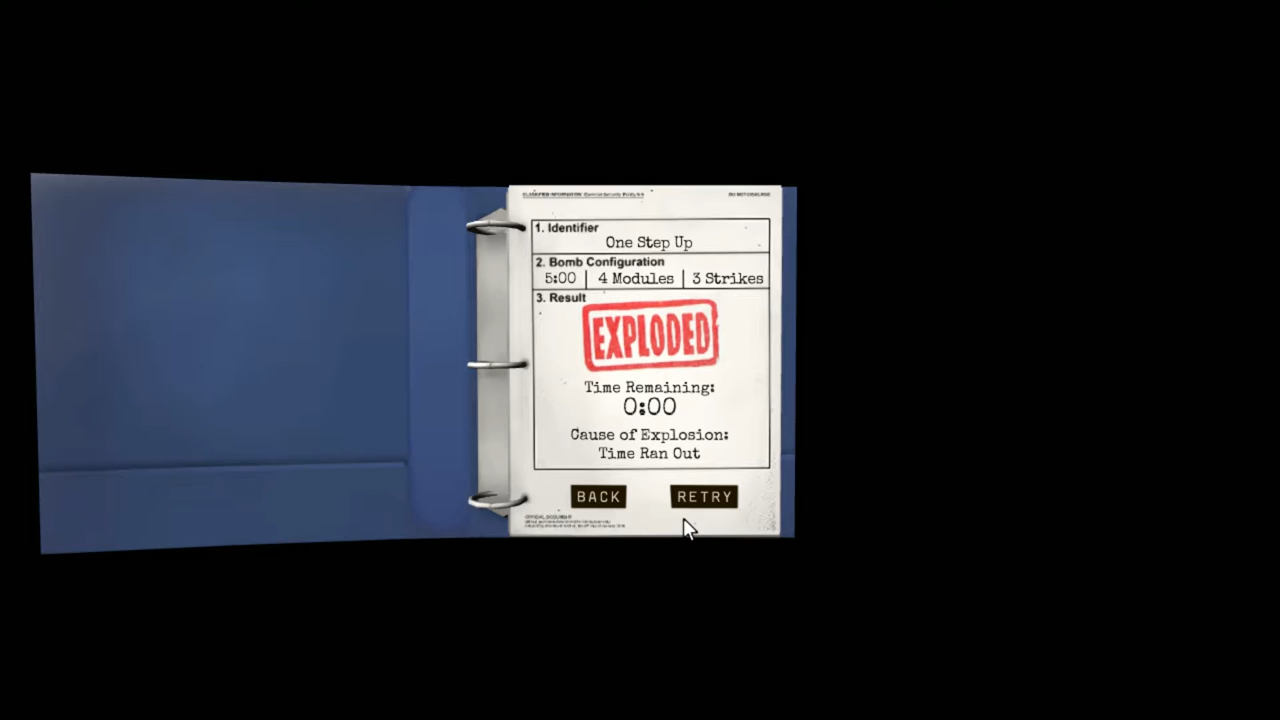 1. Identifier
One Step Up
2. Bomb Configuration
5:00 | 4 Modules | 3 Strikes
3. Result
EXPLODED
Time Remaining:
0:00
Cause of Explosion:
Time Ran Out
BACK RETRY